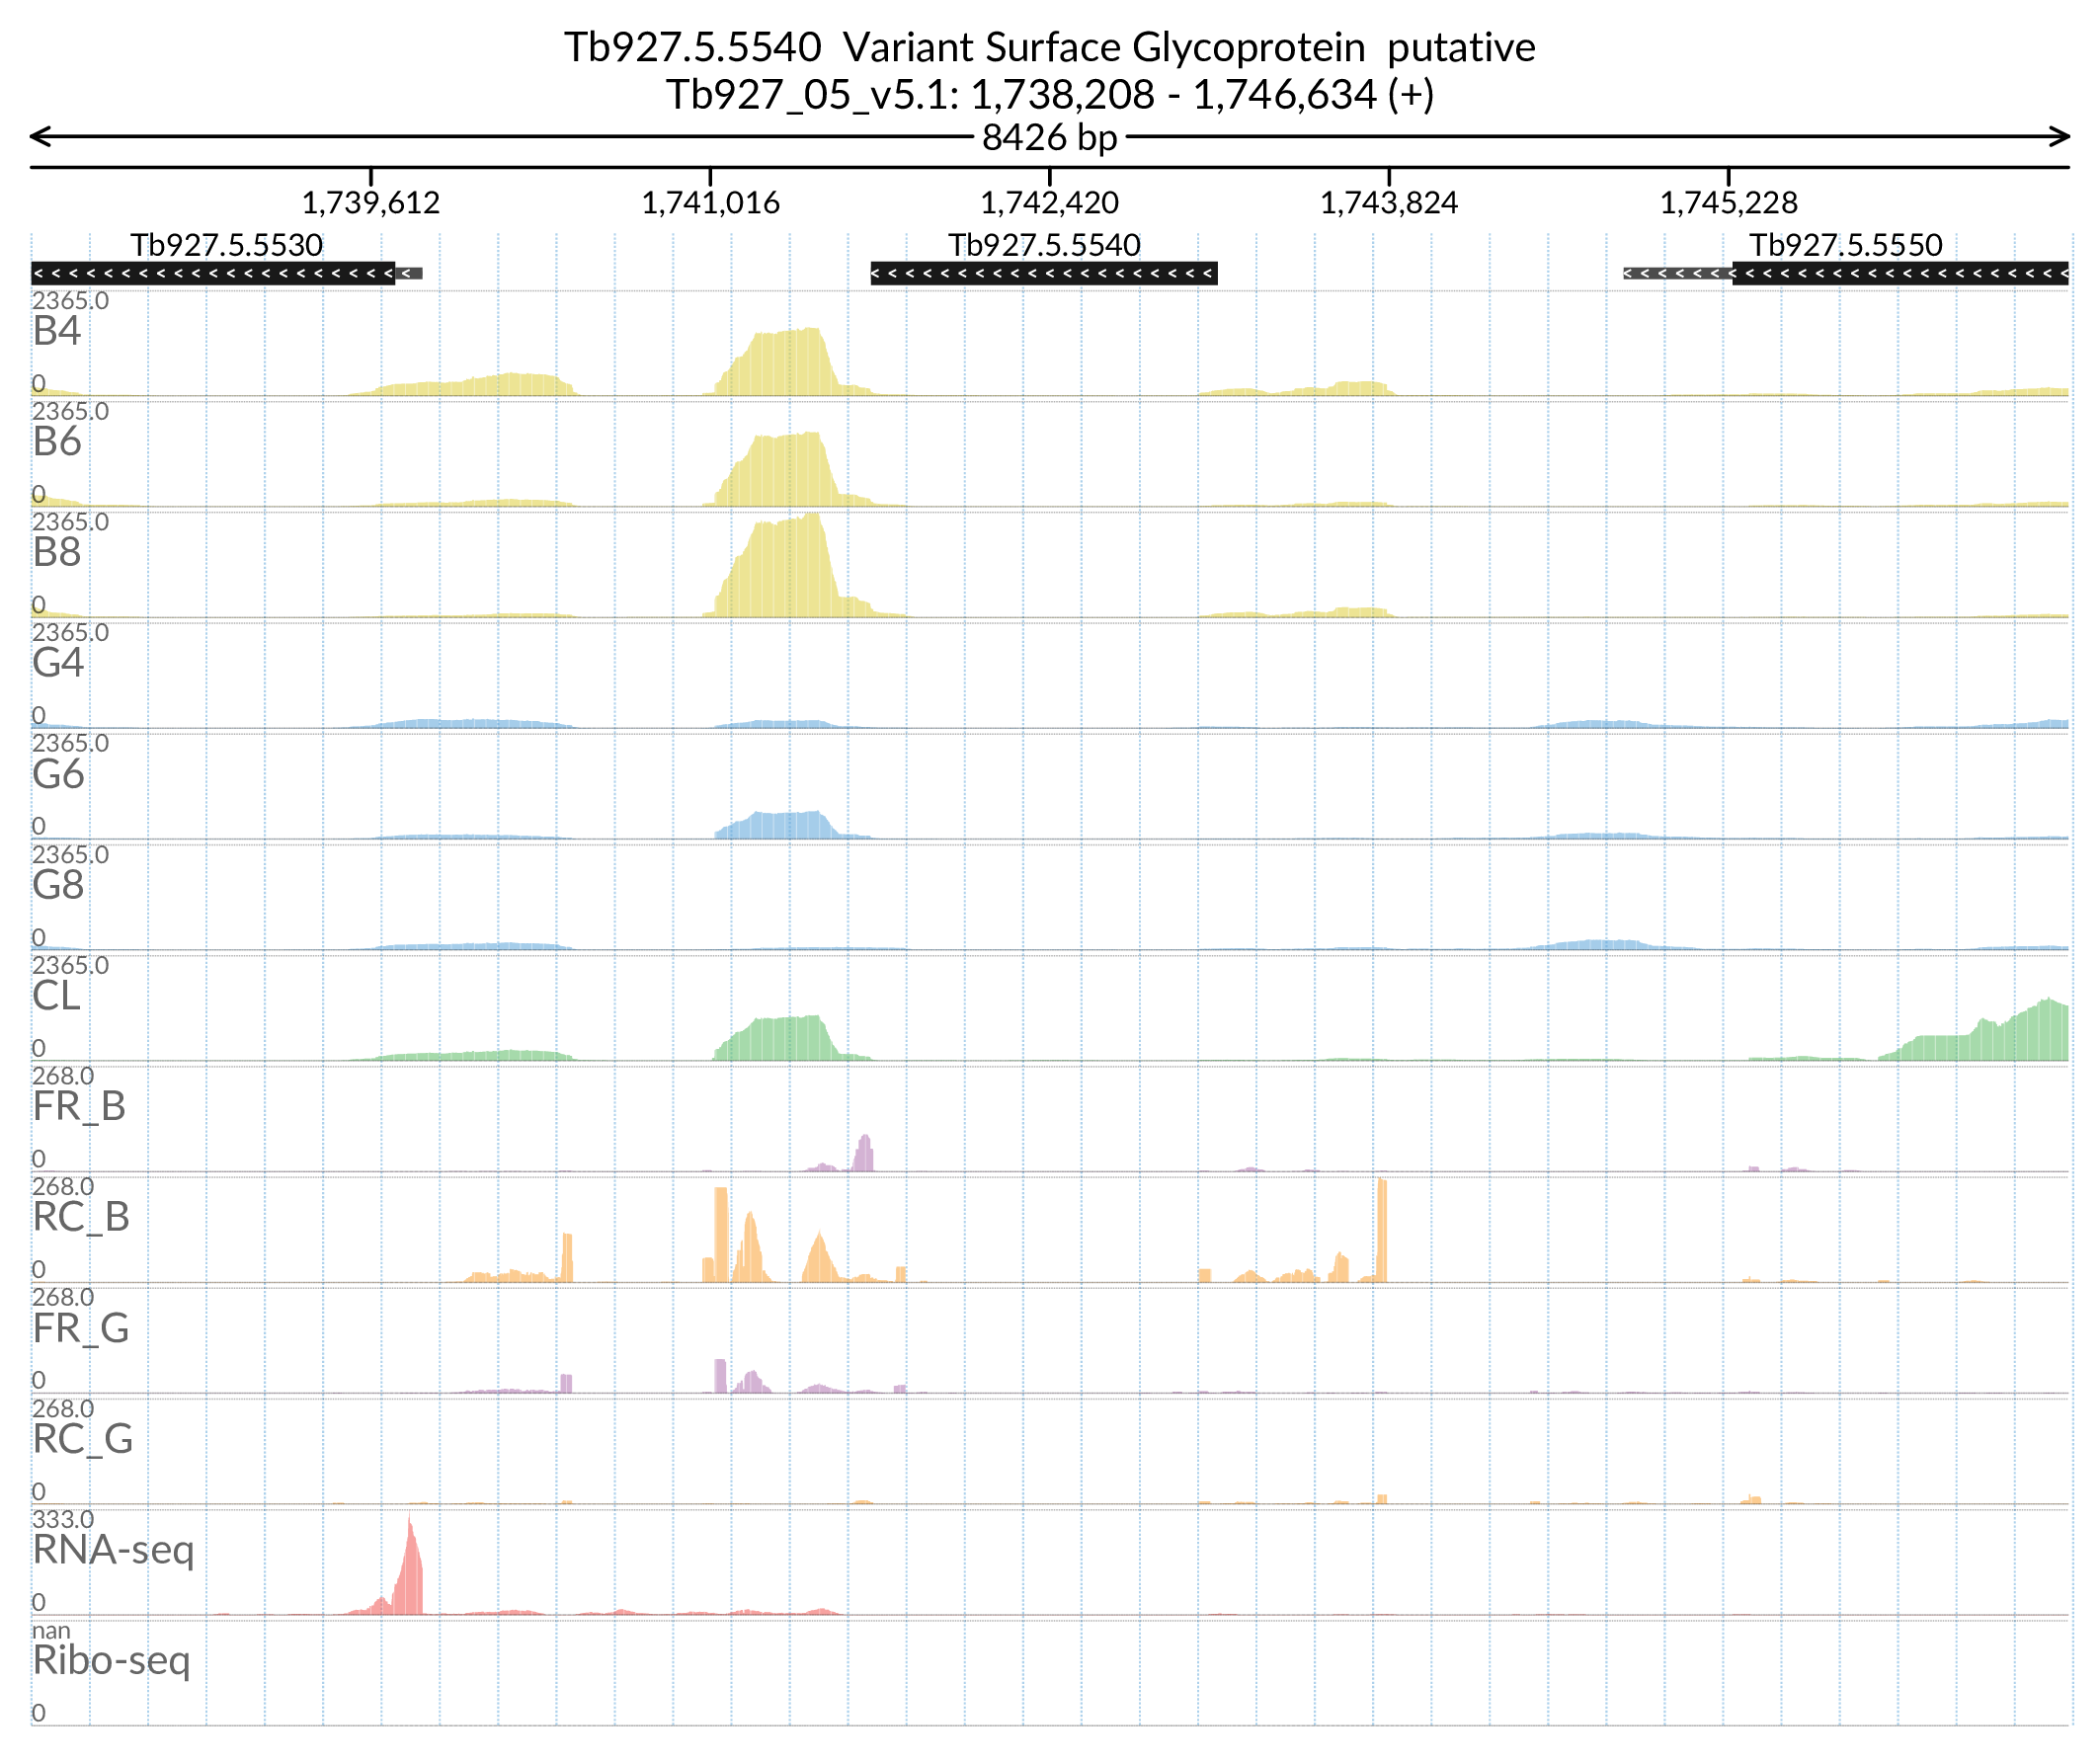 Tb927.5.5540 Variant Surface Glycoprotein putative
Tb927_05_v5.1: 1,738,208 - 1,746,634 (+)
8426 bp
1,739,612 1,741,016 1,742,420 1,743,824 1,745,228
Tb927.5.5530 Tb927.5.5540 Tb927.5.5550
2365.0
B4
0
2365.0
B6
0
2365.0
B8
0
2365.0
G4
0
2365.0
G6
0
2365.0
G8
0
2365.0
CL
0
268.0
FR_B
0
268.0
RC_B
0
268.0
FR_G
0
268.0
RC_G
0
333.0
RNA-seq
0
nan
Ribo-seq
0